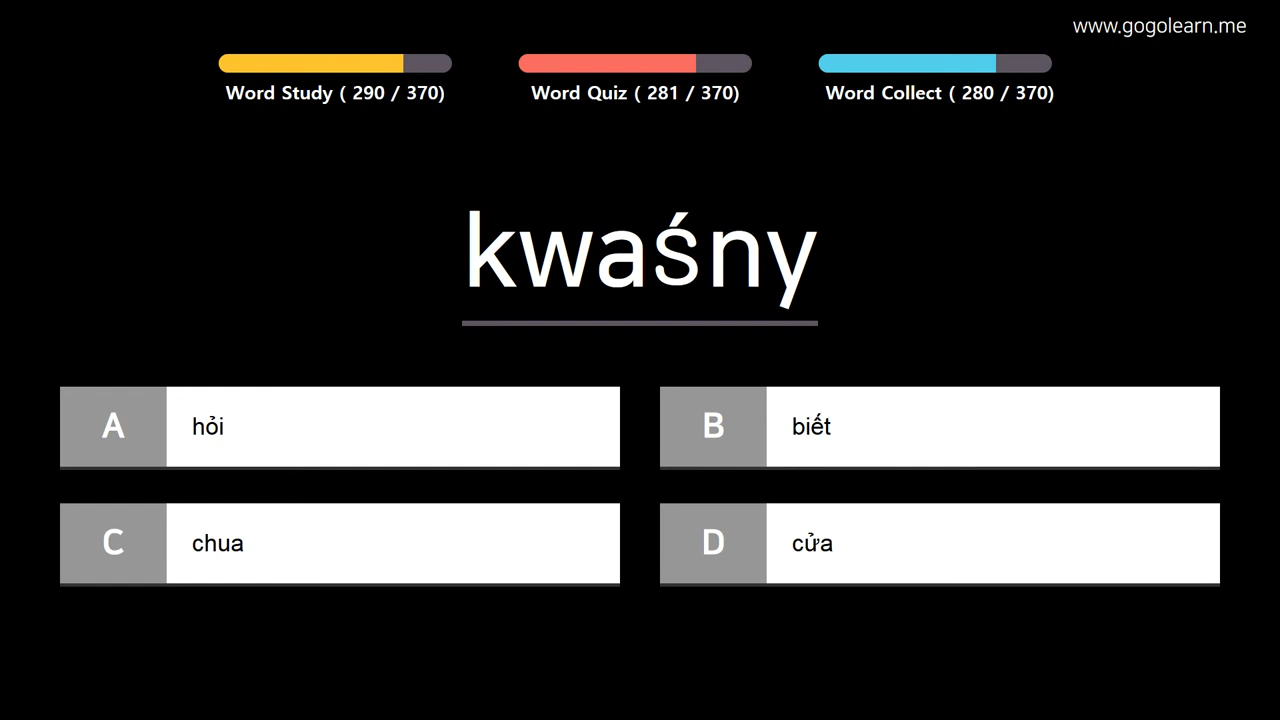 www.gogolearn.me
Word Study ( 290 / 370)
Word Quiz ( 281 / 370)
Word Collect ( 280 / 370)
kwaśny
A hỏi
B biết
C chua
D cửa